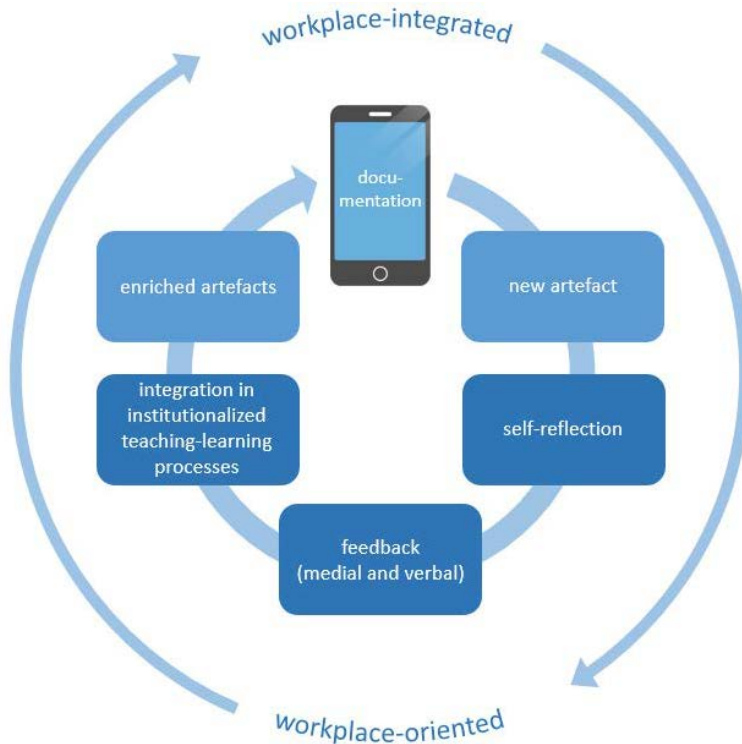 workplace-integrated
docu-
mentation
enriched artefacts
new artefact
integration in
institutionalized
teaching-learning
processes
self-reflection
feedback
(medial and verbal)
workplace-oriented